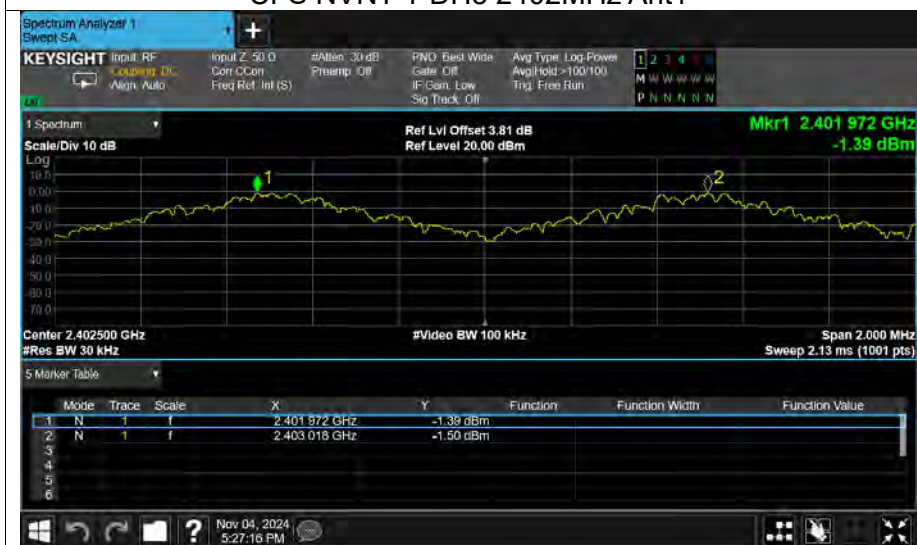 Spectrum Analyzer 1
Swept SA
+
KEYSIGHT Input: RF
Coupling: DC
Align: Auto
Input Z: 50 Ω
Corr CCorr
Freq Ref: Int (S)
#Atten: 30 dB
Preamp: Off
PNO: Best Wide
Gate: Off
IF Gain: Low
Sig Track: Off
Avg Type: Log-Power
Avg|Hold:>100/100
Trig: Free Run
1 2 3 4
M W W W W W
P N N N N N
1 Spectrum
Scale/Div 10 dB
Ref Lvl Offset 3.81 dB
Ref Level 20.00 dBm
Mkr1 2.401 972 GHz
-1.39 dBm
Log
10.0
0.00
-10.0
-20.0
-30.0
-40.0
-50.0
-60.0
-70.0
1
2
Center 2.402500 GHz
#Video BW 100 kHz
Span 2.000 MHz
#Res BW 30 kHz
Sweep 2.13 ms (1001 pts)
5 Marker Table
Mode Trace Scale X Y Function Function Width Function Value
1 N 1 f 2.401 972 GHz -1.39 dBm
2 N 1 f 2.403 018 GHz -1.50 dBm
3
4
5
6
?
Nov 04, 2024
5:27:16 PM